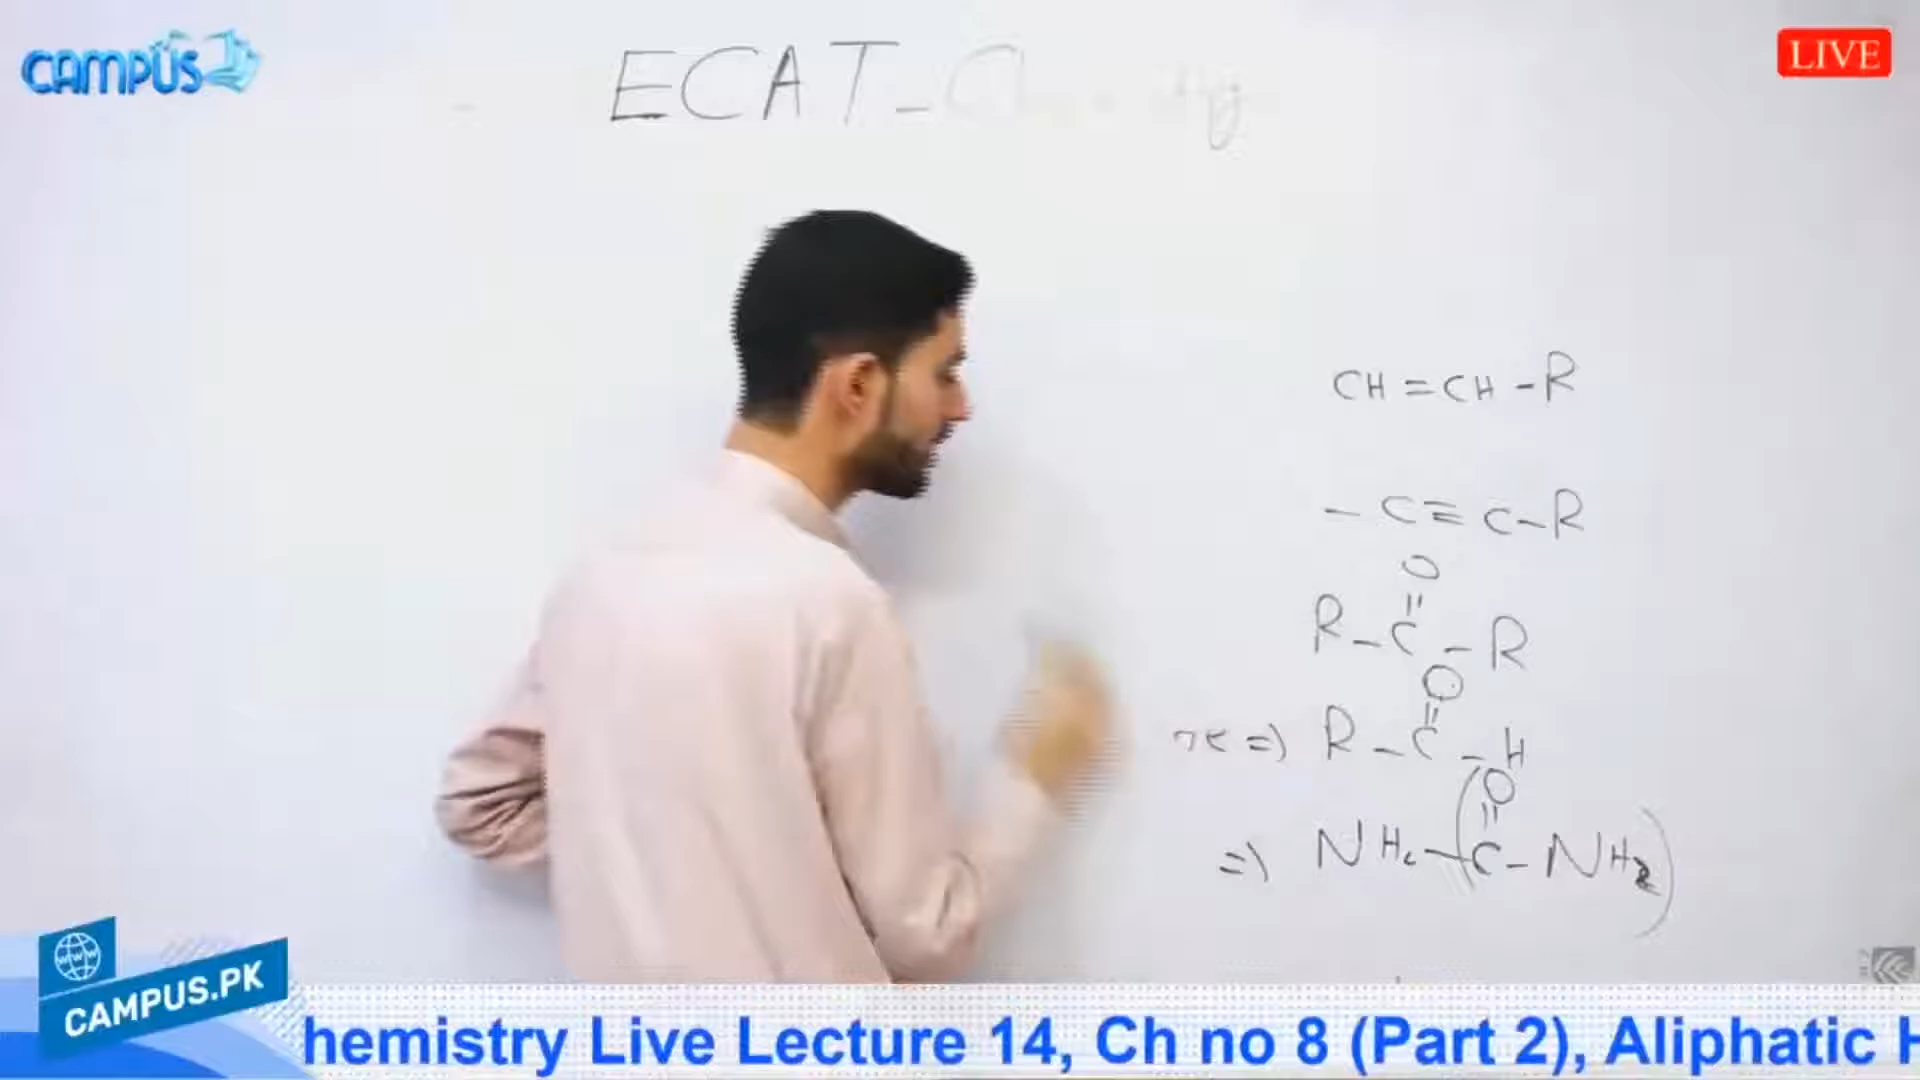 CAMPUS
LIVE
ECAT - C
CH = CH - R
- C ≡ C - R
O
R - C - R
O
=) R - C - H
O
=) NH2 - C - NH2
www
CAMPUS.PK
hemistry Live Lecture 14, Ch no 8 (Part 2), Aliphatic H